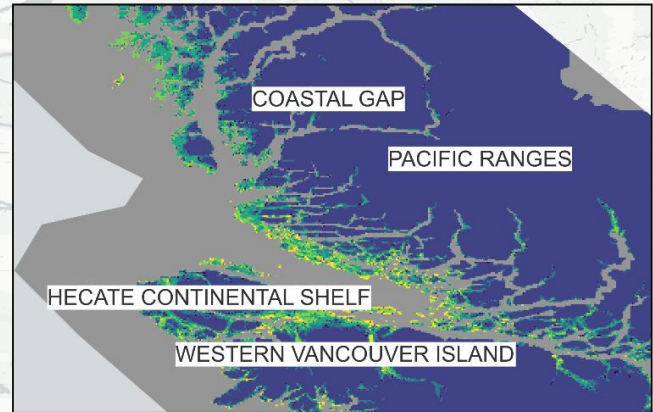 COASTAL GAP
PACIFIC RANGES
HECATE CONTINENTAL SHELF
WESTERN VANCOUVER ISLAND